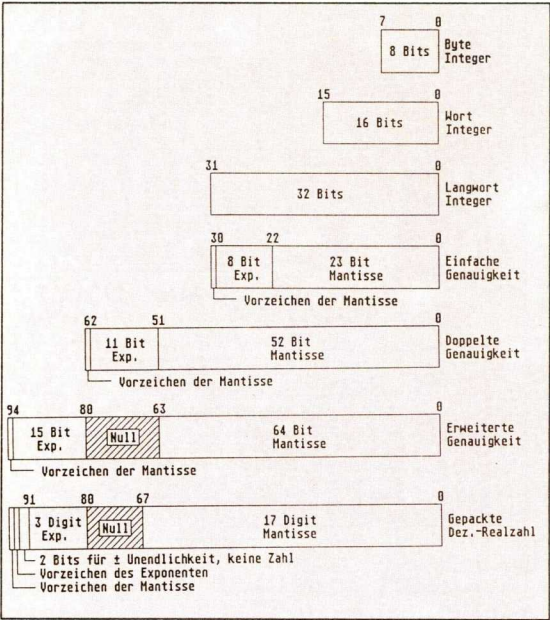 7 0
8 Bits Byte
Integer
15 0
16 Bits Wort
Integer
31 0
32 Bits Langwort
Integer
30 22 0
8 Bit 23 Bit Einfache
Exp. Mantisse Genauigkeit
Vorzeichen der Mantisse
62 51 0
11 Bit 52 Bit Doppelte
Exp. Mantisse Genauigkeit
Vorzeichen der Mantisse
94 80 63 0
15 Bit Null 64 Bit Erweiterte
Exp. Mantisse Genauigkeit
Vorzeichen der Mantisse
91 80 67 0
3 Digit Null 17 Digit Gepackte
Exp. Mantisse Dez.-Realzahl
2 Bits für ± Unendlichkeit, keine Zahl
Vorzeichen des Exponenten
Vorzeichen der Mantisse